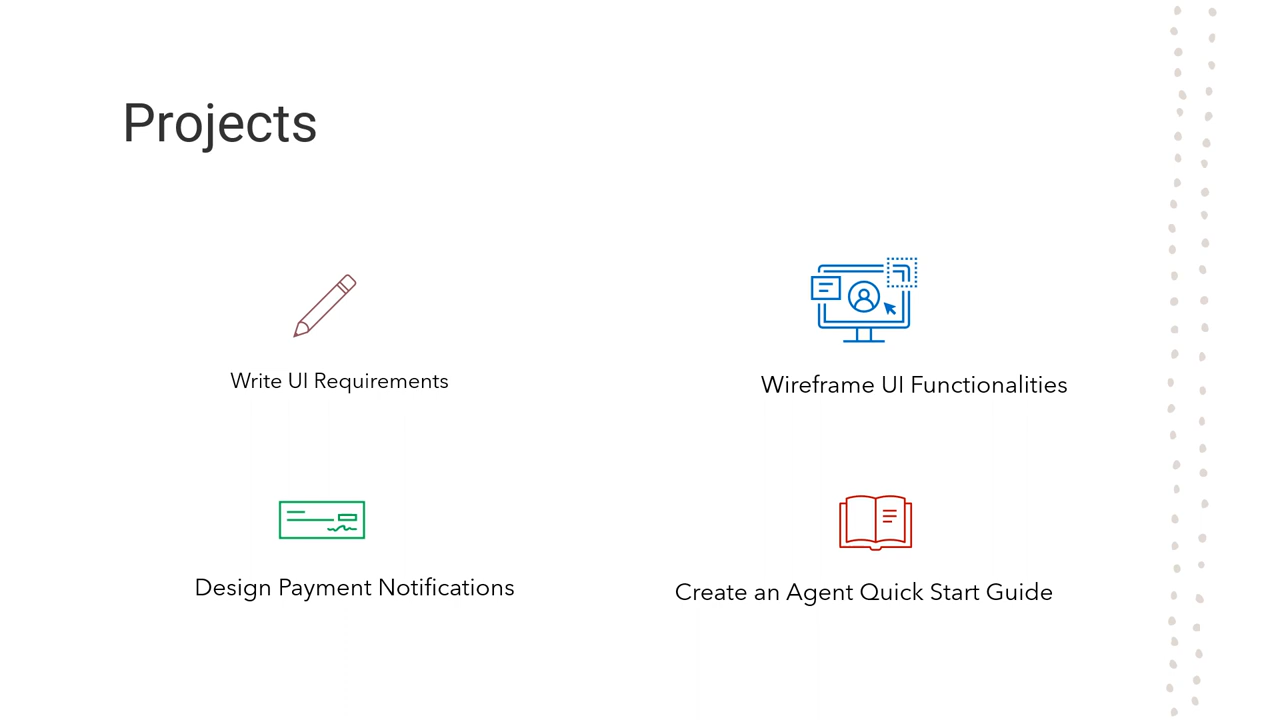 Projects
Write UI Requirements
Wireframe UI Functionalities
Design Payment Notifications
Create an Agent Quick Start Guide